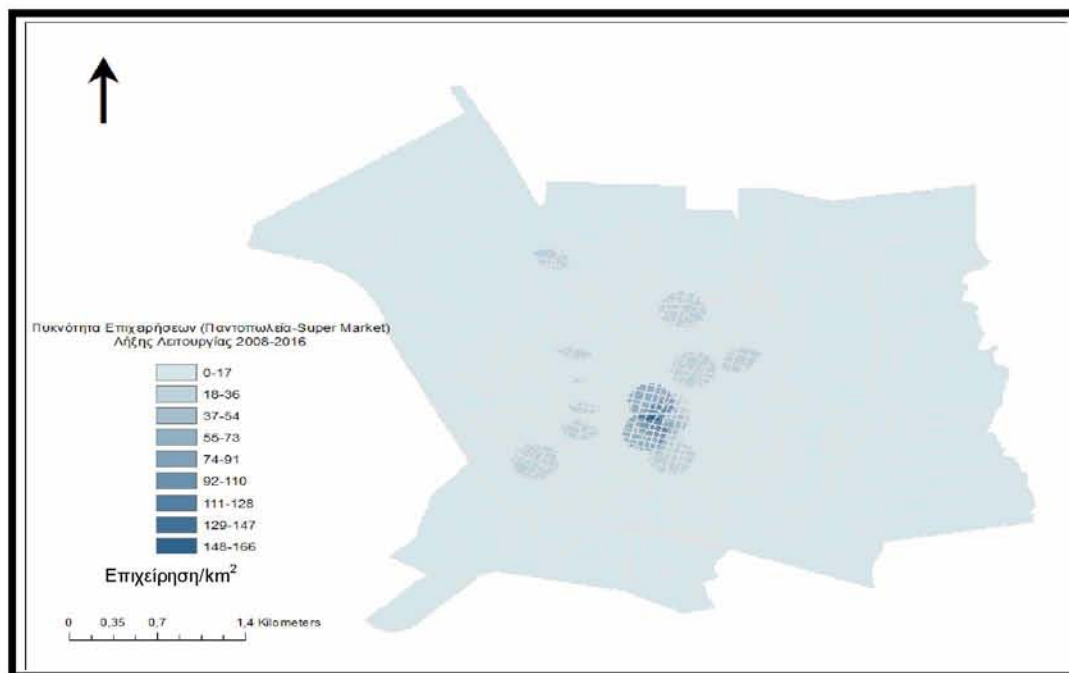 Πυκνότητα Επιχειρήσεων (Παντοπωλεία-Super Market)
Λήξης Λειτουργίας 2008-2016
0-17
18-36
37-54
55-73
74-91
92-110
111-128
129-147
148-166
Επιχείρηση/km²
0 0,35 0,7 1,4 Kilometers